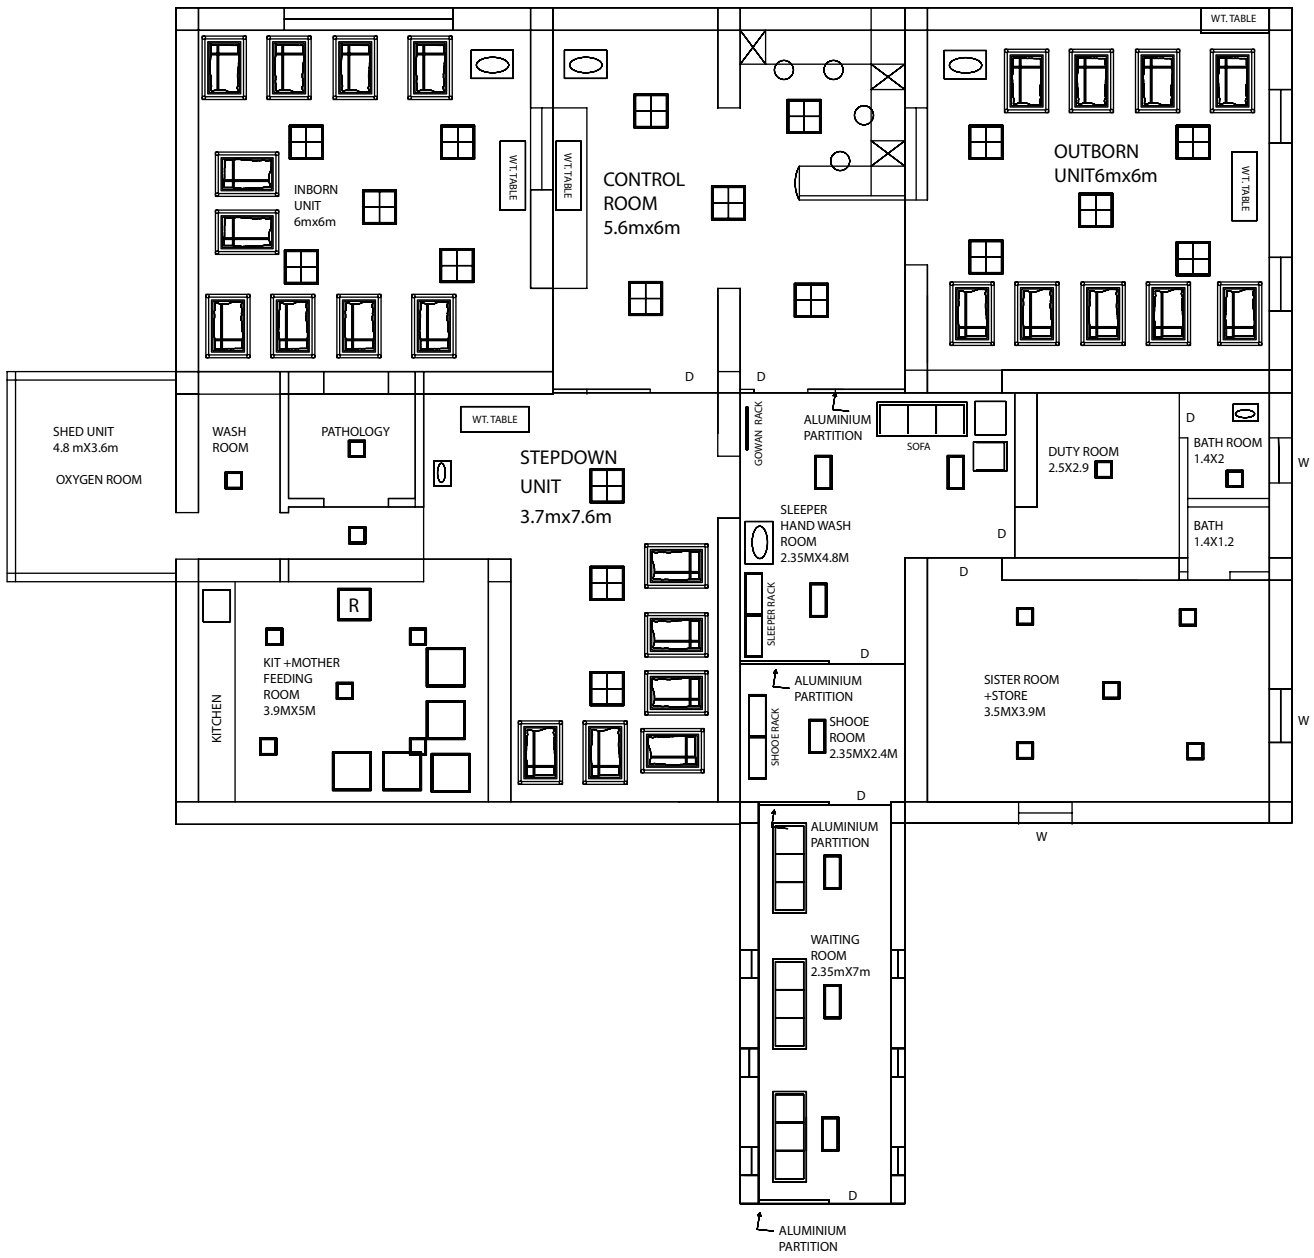 WT. TABLE
INBORN
UNIT
6mx6m
WT. TABLE
WT. TABLE
CONTROL
ROOM
5.6mx6m
OUTBORN
UNIT6mx6m
WT. TABLE
D
D
SHED UNIT
4.8 mX3.6m
OXYGEN ROOM
WASH
ROOM
PATHOLOGY
WT. TABLE
STEPDOWN
UNIT
3.7mx7.6m
GOWAN RACK
ALUMINIUM
PARTITION
SOFA
DUTY ROOM
2.5X2.9
D
BATH ROOM
1.4X2
W
BATH
1.4X1.2
SLEEPER
HAND WASH
ROOM
2.35MX4.8M
D
D
SLEEPER RACK
D
R
KIT +MOTHER
FEEDING
ROOM
3.9MX5M
KITCHEN
ALUMINIUM
PARTITION
SHOOE RACK
SHOOE
ROOM
2.35MX2.4M
SISTER ROOM
+STORE
3.5MX3.9M
W
D
ALUMINIUM
PARTITION
W
WAITING
ROOM
2.35mX7m
D
ALUMINIUM
PARTITION